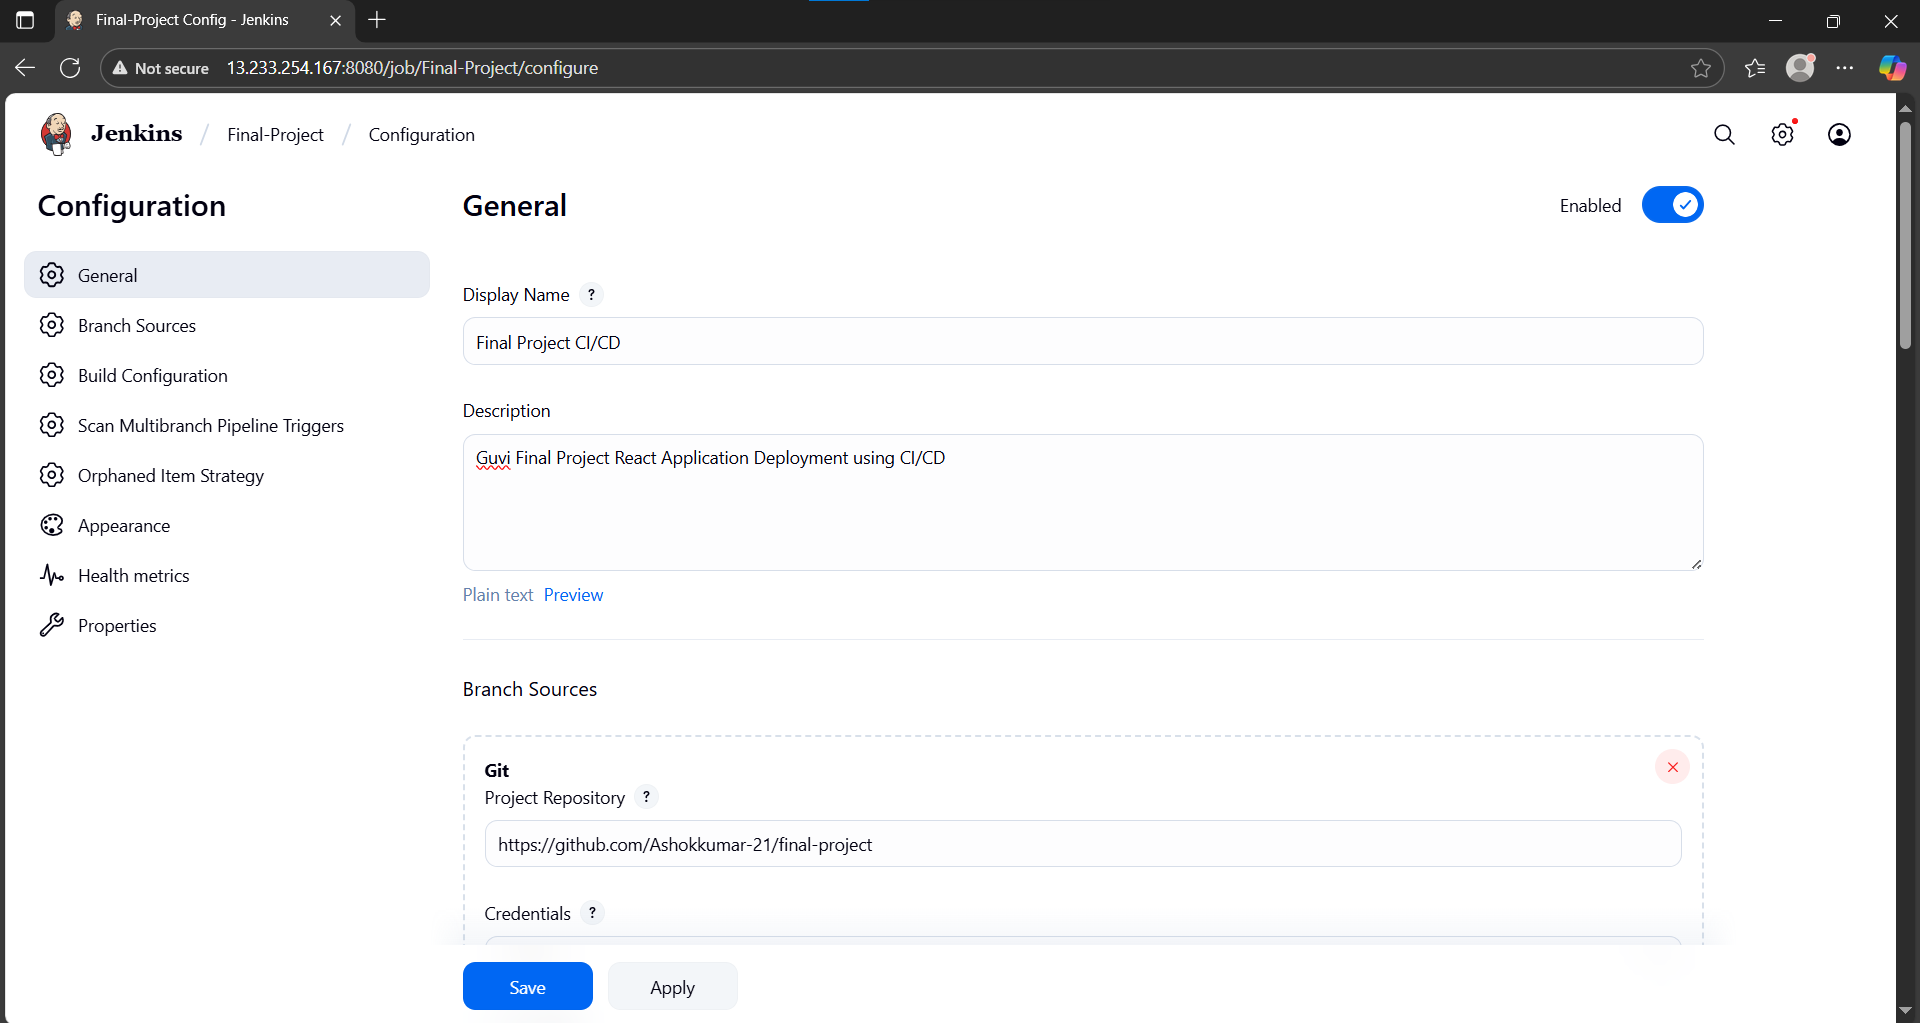 Final-Project Config - Jenkins
Not secure 13.233.254.167:8080/job/Final-Project/configure
Jenkins / Final-Project / Configuration
Configuration
General
Branch Sources
Build Configuration
Scan Multibranch Pipeline Triggers
Orphaned Item Strategy
Appearance
Health metrics
Properties
General
Enabled
Display Name ?
Final Project CI/CD
Description
Guvi Final Project React Application Deployment using CI/CD
Plain text Preview
Branch Sources
Git
Project Repository ?
https://github.com/Ashokkumar-21/final-project
Credentials ?
Save Apply